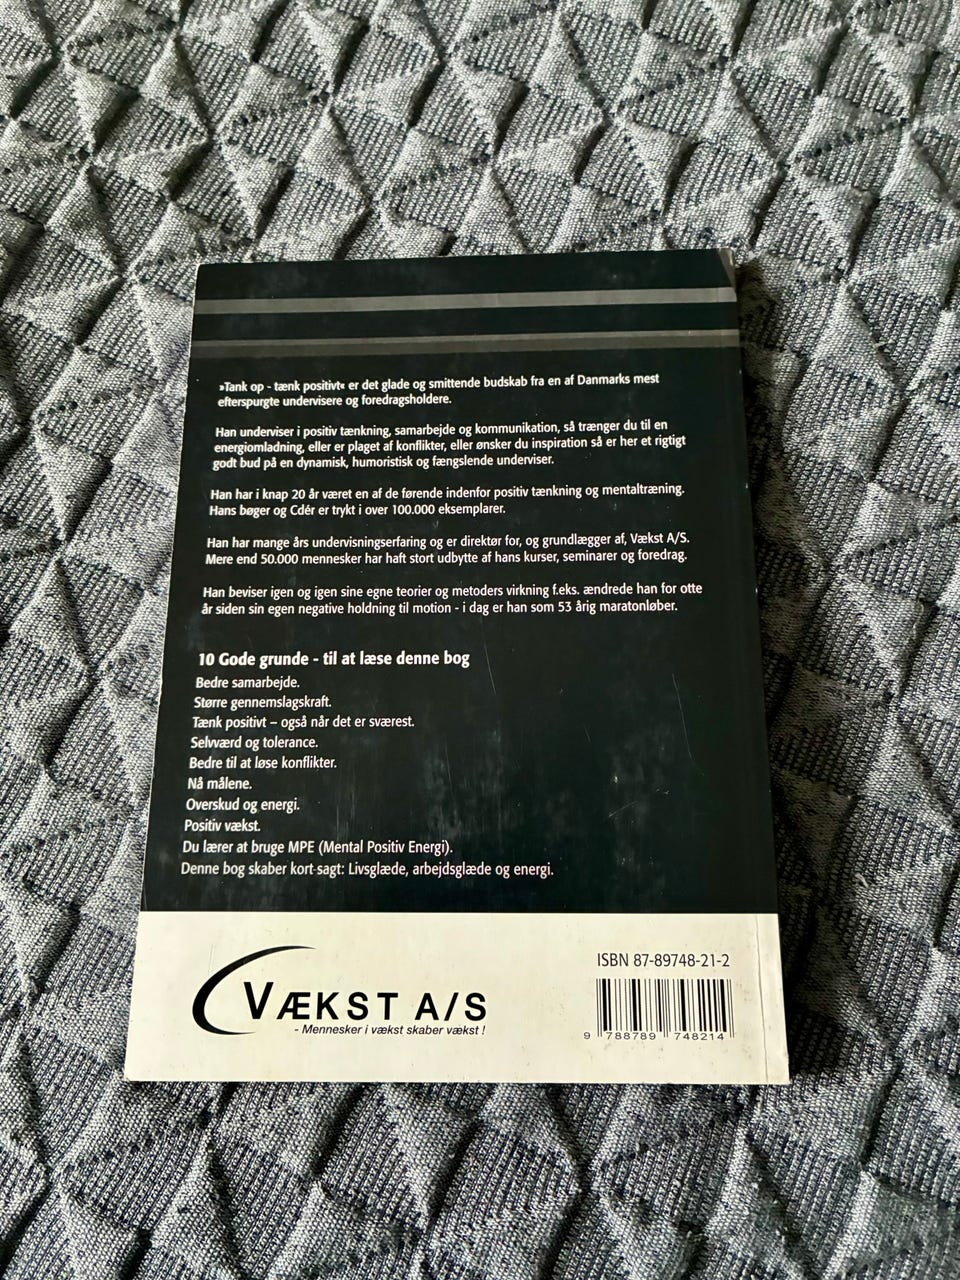 »Tank op - tænk positivt« er det glade og smittende budskab fra en af Danmarks mest
efterspurgte undervisere og foredragsholdere.
Han underviser i positiv tænkning, samarbejde og kommunikation, så trænger du til en
energiomladning, eller er plaget af konflikter, eller ønsker du inspiration så er her et rigtigt
godt bud på en dynamisk, humoristisk og fængslende underviser.
Han har i knap 20 år været en af de førende indenfor positiv tænkning og mentaltræning.
Hans bøger og Cdér er trykt i over 100.000 eksemplarer.
Han har mange års undervisningserfaring og er direktør for, og grundlægger af, Vækst A/S.
Mere end 50.000 mennesker har haft stort udbytte af hans kurser, seminarer og foredrag.
Han beviser igen og igen sine egne teorier og metoders virkning f.eks. ændrede han for otte
år siden sin egen negative holdning til motion - i dag er han som 53 årig maratonløber.
10 Gode grunde - til at læse denne bog
Bedre samarbejde.
Større gennemslagskraft.
Tænk positivt – også når det er sværest.
Selvværd og tolerance.
Bedre til at løse konflikter.
Nå målene.
Overskud og energi.
Positiv vækst.
Du lærer at bruge MPE (Mental Positiv Energi).
Denne bog skaber kort sagt: Livsglæde, arbejdsglæde og energi.
VÆKST A/S
- Mennesker i vækst skaber vækst !
ISBN 87-89748-21-2
9 788789 748214